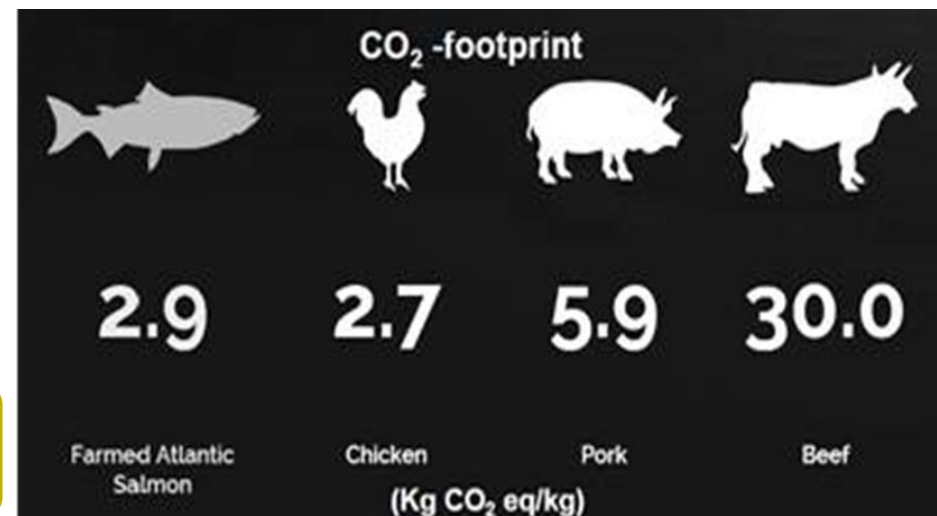 CO₂ -footprint
2.9 2.7 5.9 30.0
Farmed Atlantic Salmon Chicken Pork Beef
(Kg CO₂ eq/kg)